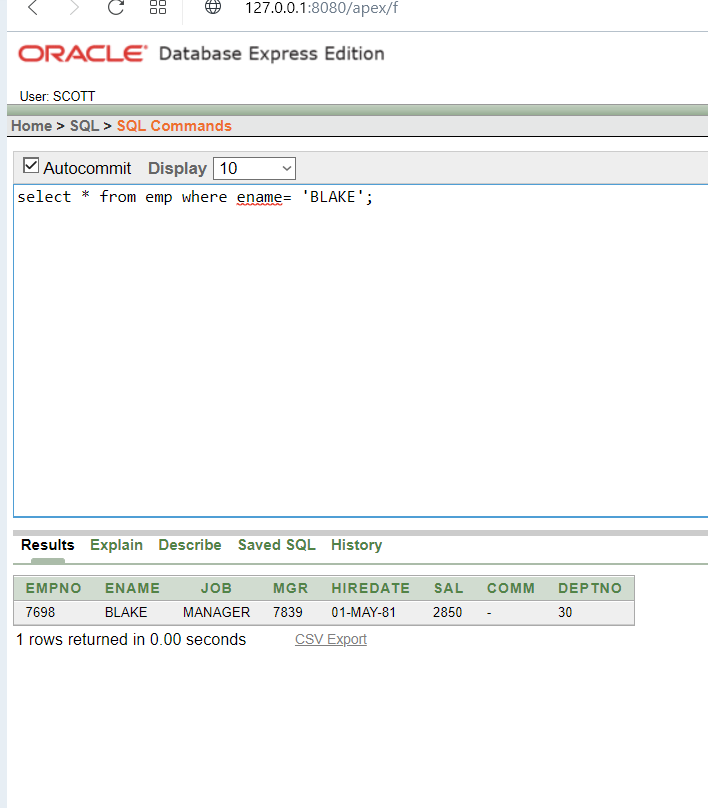 127.0.0.1:8080/apex/f
ORACLE® Database Express Edition
User: SCOTT
Home > SQL > SQL Commands
Autocommit Display 10
select * from emp where ename= 'BLAKE';
Results Explain Describe Saved SQL History
EMPNO ENAME JOB MGR HIREDATE SAL COMM DEPTNO
7698 BLAKE MANAGER 7839 01-MAY-81 2850 - 30
1 rows returned in 0.00 seconds CSV Export